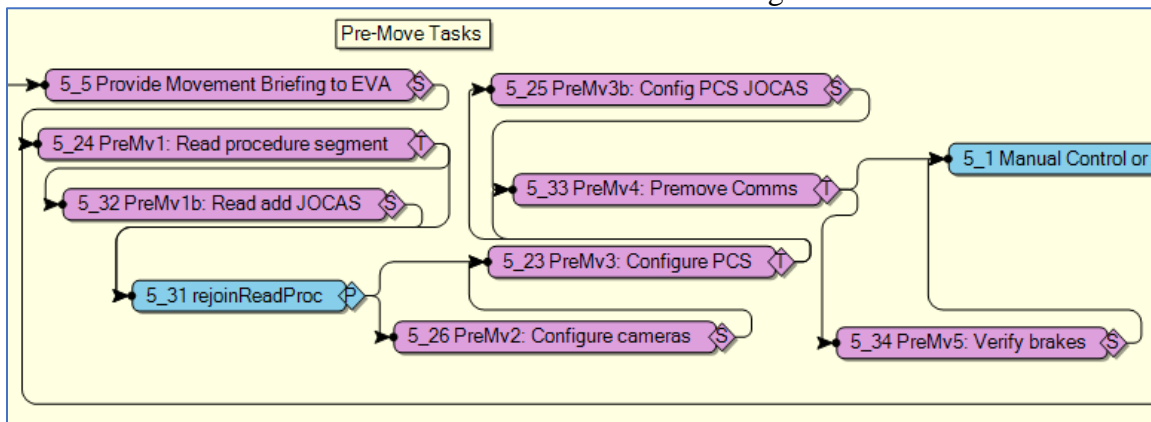 Pre-Move Tasks
5_5 Provide Movement Briefing to EVA S
5_25 PreMv3b: Config PCS JOCAS S
5_24 PreMv1: Read procedure segment T
5_1 Manual Control or
5_33 PreMv4: Premove Comms T
5_32 PreMv1b: Read add JOCAS S
5_23 PreMv3: Configure PCS T
5_31 rejoinReadProc P
5_26 PreMv2: Configure cameras S
5_34 PreMv5: Verify brakes S